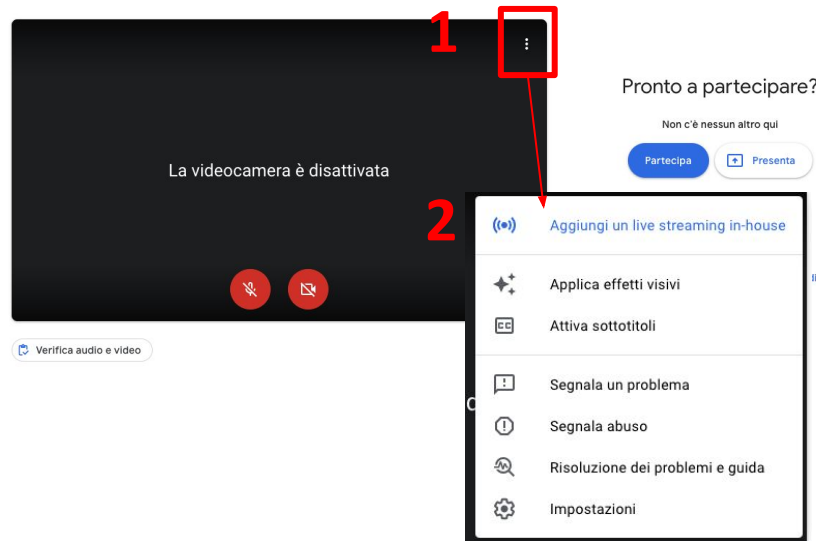 1
Pronto a partecipare?
Non c'è nessun altro qui
Partecipa
Presenta
La videocamera è disattivata
2
Aggiungi un live streaming in-house
Applica effetti visivi
CC
Attiva sottotitoli
Verifica audio e video
Segnala un problema
Segnala abuso
Risoluzione dei problemi e guida
Impostazioni